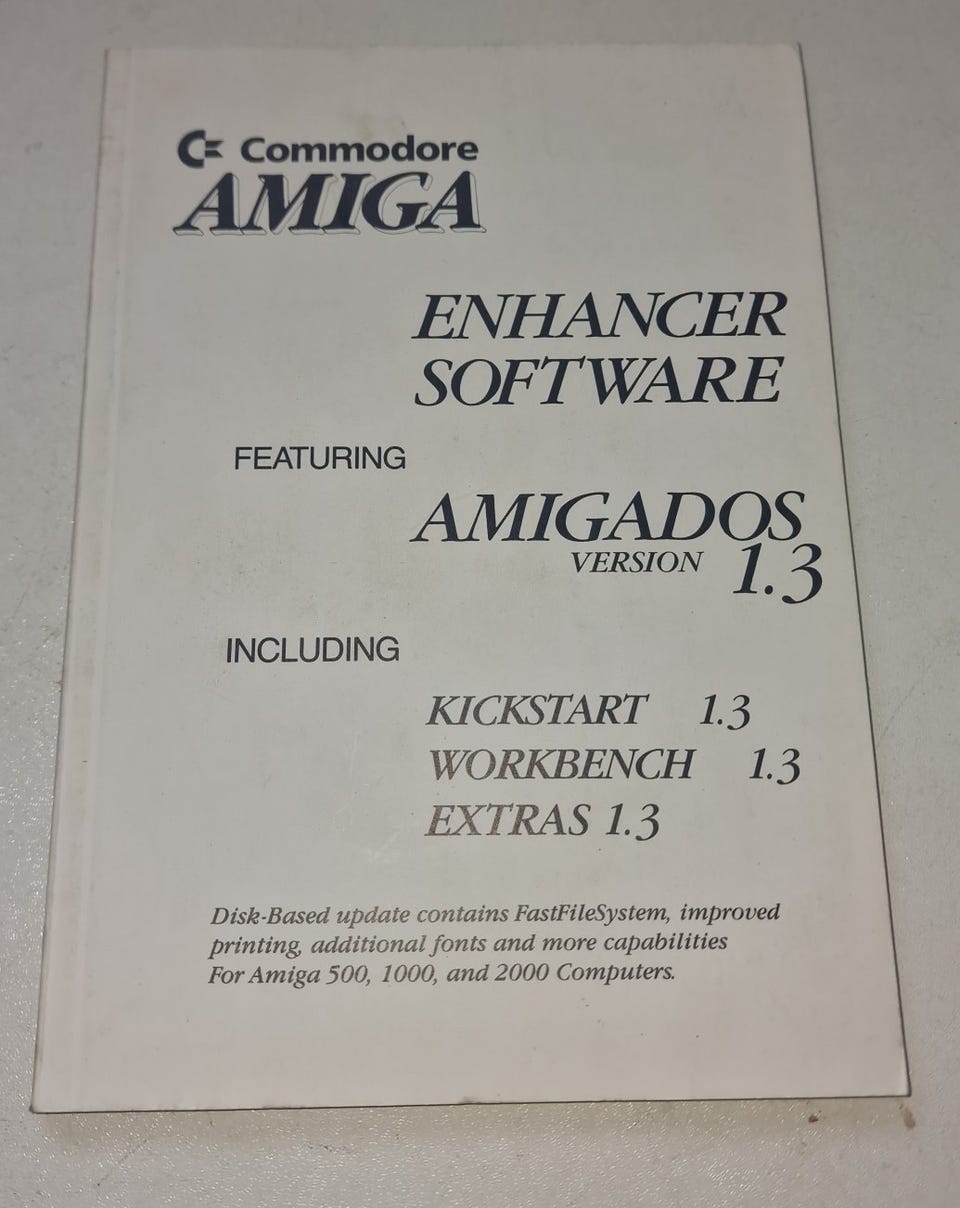 Commodore
AMIGA
ENHANCER
SOFTWARE
FEATURING
AMIGADOS
VERSION 1.3
INCLUDING
KICKSTART 1.3
WORKBENCH 1.3
EXTRAS 1.3
Disk-Based update contains FastFileSystem, improved
printing, additional fonts and more capabilities
For Amiga 500, 1000, and 2000 Computers.